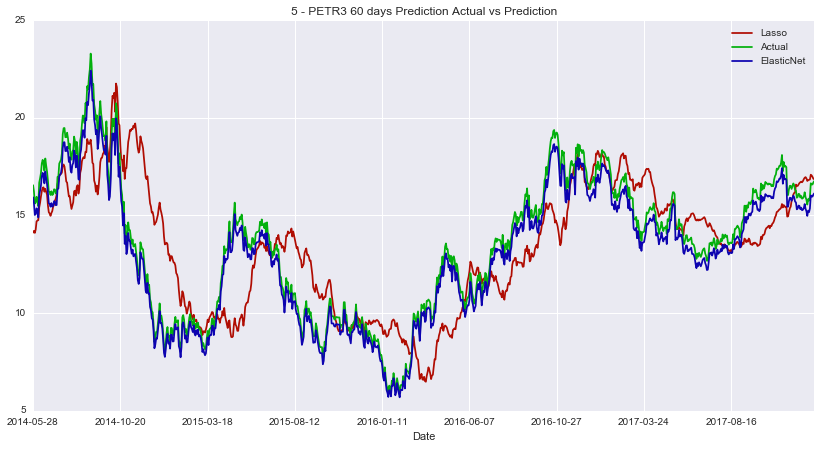 5 - PETR3 60 days Prediction Actual vs Prediction
Lasso
Actual
ElasticNet
25
20
15
10
5
2014-05-28 2014-10-20 2015-03-18 2015-08-12 2016-01-11 2016-06-07 2016-10-27 2017-03-24 2017-08-16
Date